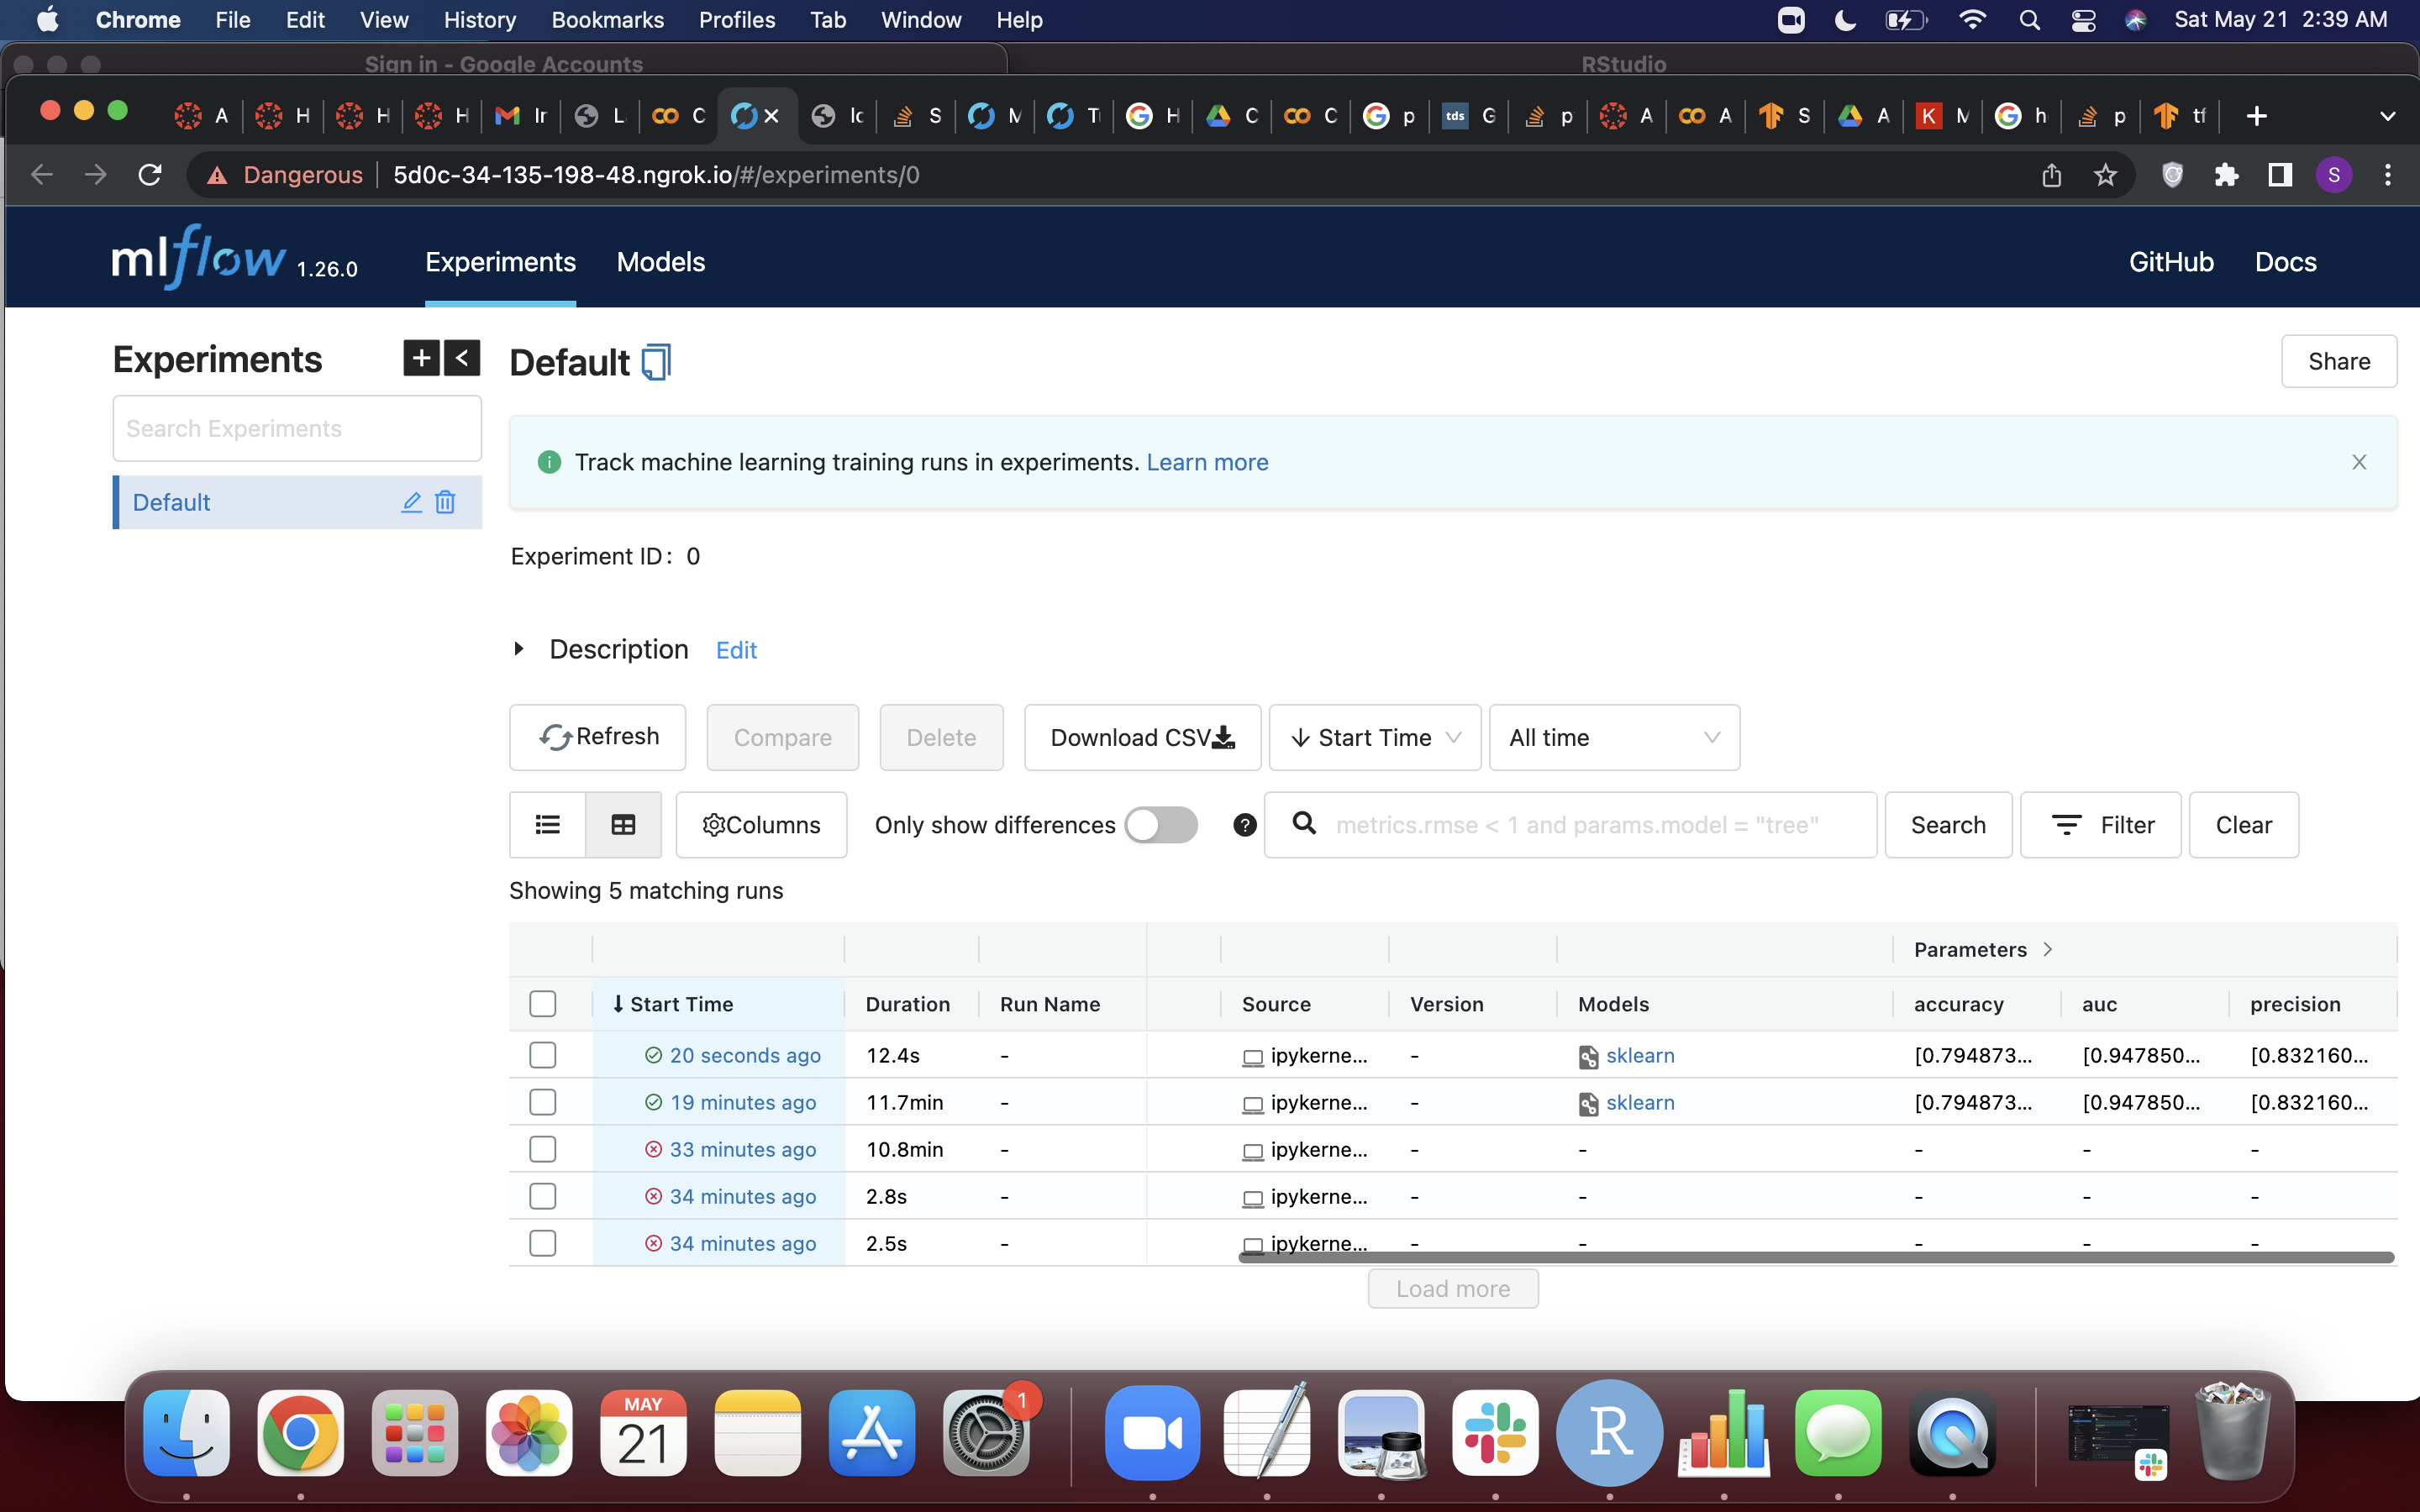 Chrome File Edit View History Bookmarks Profiles Tab Window Help Sat May 21 2:39 AM
Sign in - Google Accounts RStudio
A H H H Ir L C lc S M T H C C p tds G p A A S A K M h p tf
Dangerous 5d0c-34-135-198-48.ngrok.io/#/experiments/0 S
mlflow 1.26.0 Experiments Models GitHub Docs
Experiments + < Default Share
Search Experiments
Track machine learning training runs in experiments. Learn more
Default
Experiment ID: 0
Description Edit
Refresh Compare Delete Download CSV ↓ Start Time All time
Columns Only show differences ? metrics.rmse < 1 and params.model = "tree" Search Filter Clear
Showing 5 matching runs
Parameters >
↓ Start Time Duration Run Name Source Version Models accuracy auc precision
20 seconds ago 12.4s - ipykerne... - sklearn [0.794873... [0.947850... [0.832160...
19 minutes ago 11.7min - ipykerne... - sklearn [0.794873... [0.947850... [0.832160...
33 minutes ago 10.8min - ipykerne... - - - - -
34 minutes ago 2.8s - ipykerne... - - - - -
34 minutes ago 2.5s - ipykerne... - - - - -
Load more
MAY
21
1
R